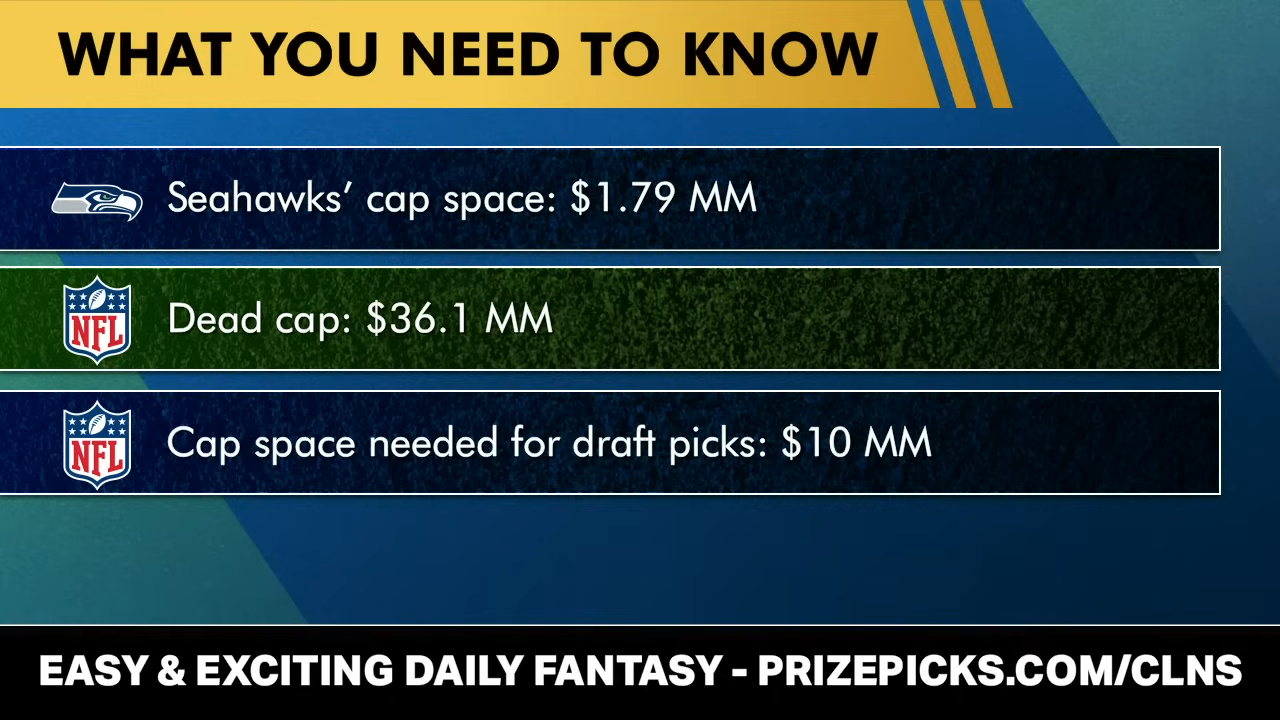 WHAT YOU NEED TO KNOW
Seahawks’ cap space: $1.79 MM
NFL
Dead cap: $36.1 MM
NFL
Cap space needed for draft picks: $10 MM
EASY & EXCITING DAILY FANTASY - PRIZEPICKS.COM/CLNS